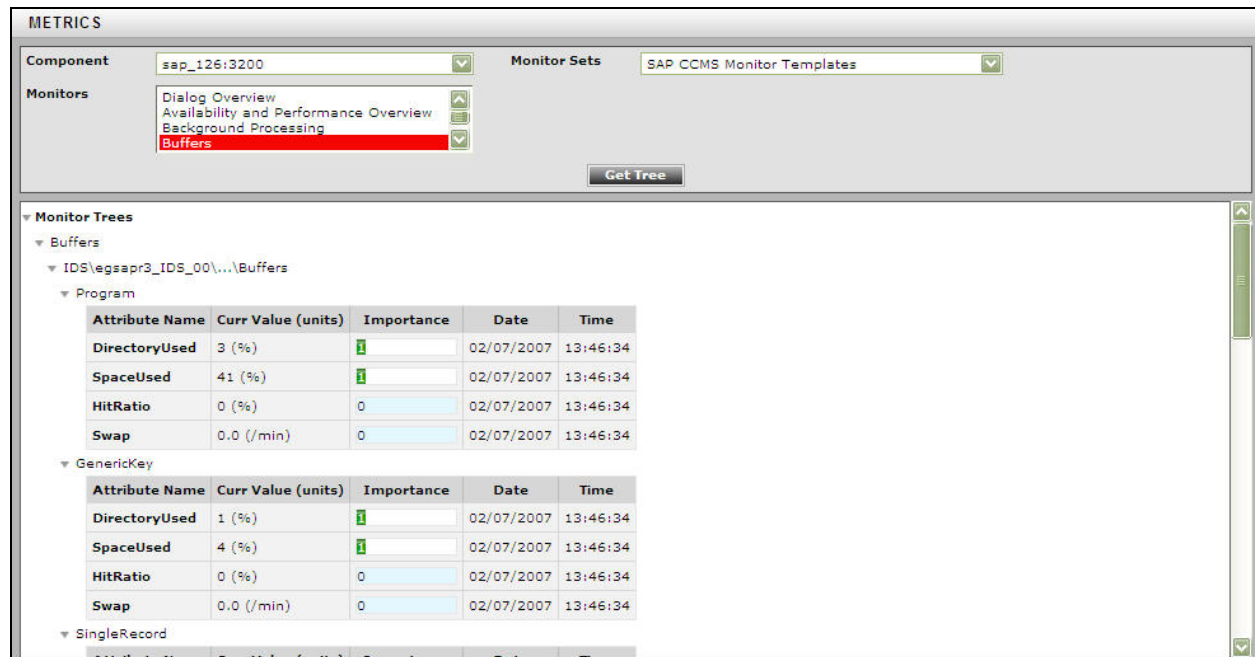 METRICS
Component sap_126:3200 Monitor Sets SAP CCMS Monitor Templates
Monitors Dialog Overview
Availability and Performance Overview
Background Processing
Buffers
Get Tree
Monitor Trees
Buffers
IDS\egsapr3_IDS_00\...\Buffers
Program
Attribute Name Curr Value (units) Importance Date Time
DirectoryUsed 3 (%) 1 02/07/2007 13:46:34
SpaceUsed 41 (%) 1 02/07/2007 13:46:34
HitRatio 0 (%) 0 02/07/2007 13:46:34
Swap 0.0 (/min) 0 02/07/2007 13:46:34
GenericKey
Attribute Name Curr Value (units) Importance Date Time
DirectoryUsed 1 (%) 1 02/07/2007 13:46:34
SpaceUsed 4 (%) 1 02/07/2007 13:46:34
HitRatio 0 (%) 0 02/07/2007 13:46:34
Swap 0.0 (/min) 0 02/07/2007 13:46:34
SingleRecord